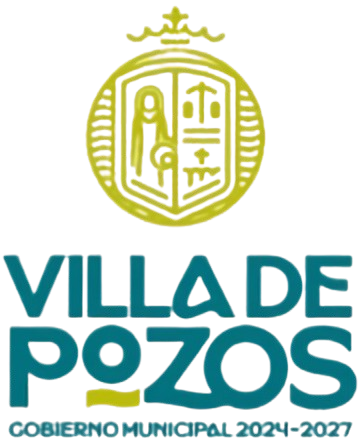 VILLA DE
POZOS
GOBIERNO MUNICIPAL 2024-2027